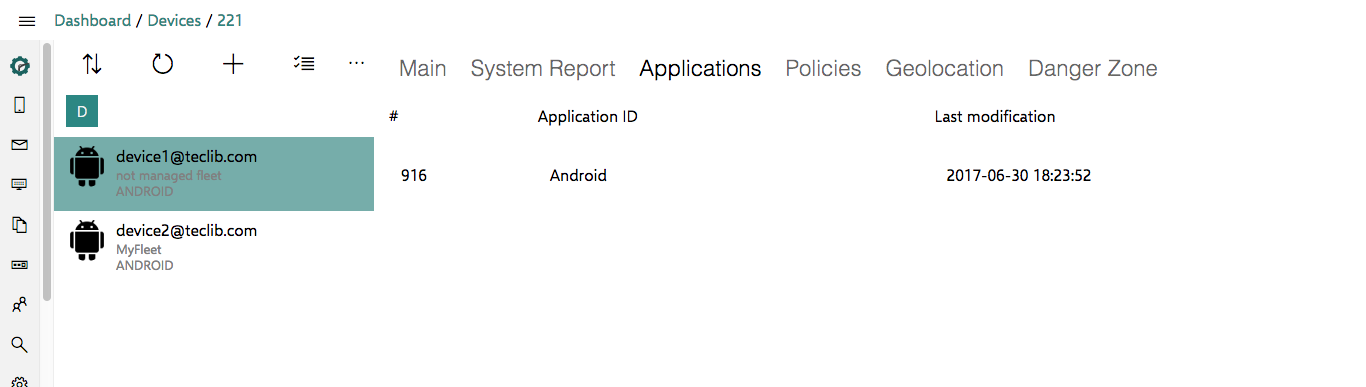 Dashboard / Devices / 221
Main System Report Applications Policies Geolocation Danger Zone
D
device1@teclib.com
not managed fleet
ANDROID
device2@teclib.com
MyFleet
ANDROID
# Application ID Last modification
916 Android 2017-06-30 18:23:52